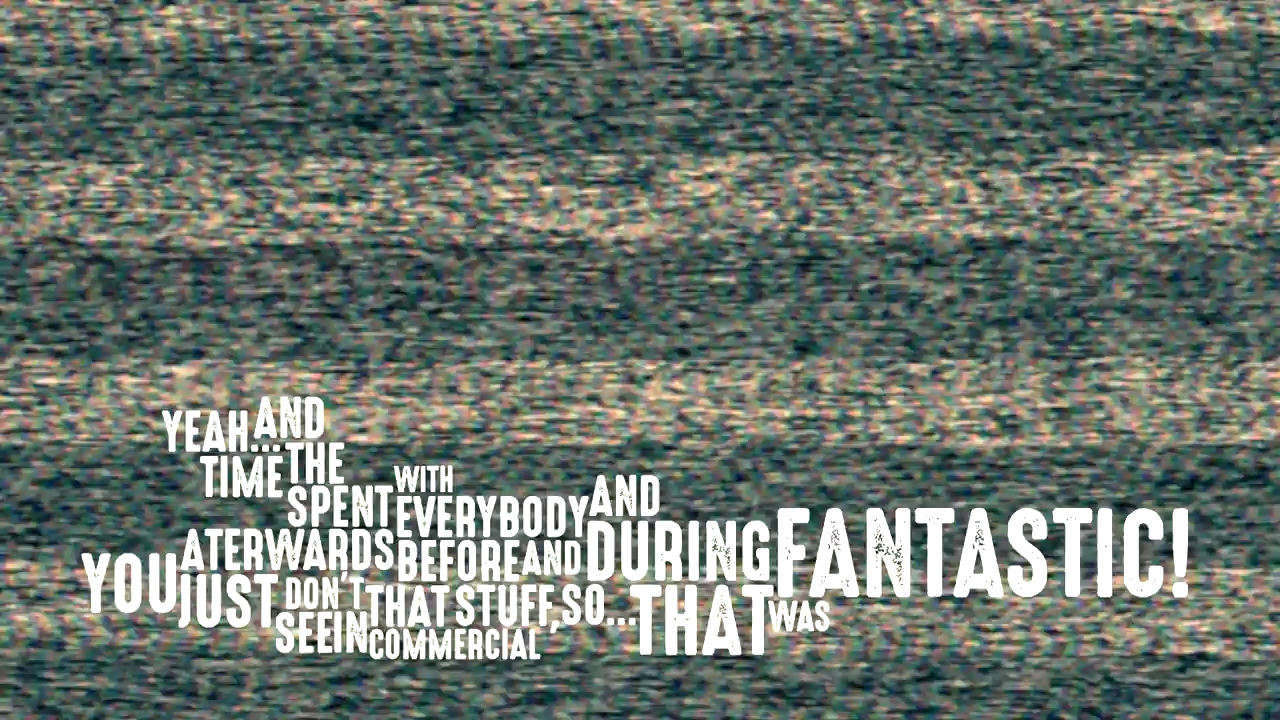 YEAH... AND
TIME THE
SPENT WITH
EVERYBODY AND
ATERWARDS BEFORE AND DURING FANTASTIC!
YOU JUST DON'T THAT STUFF, SO... THAT WAS
SEE IN COMMERCIAL